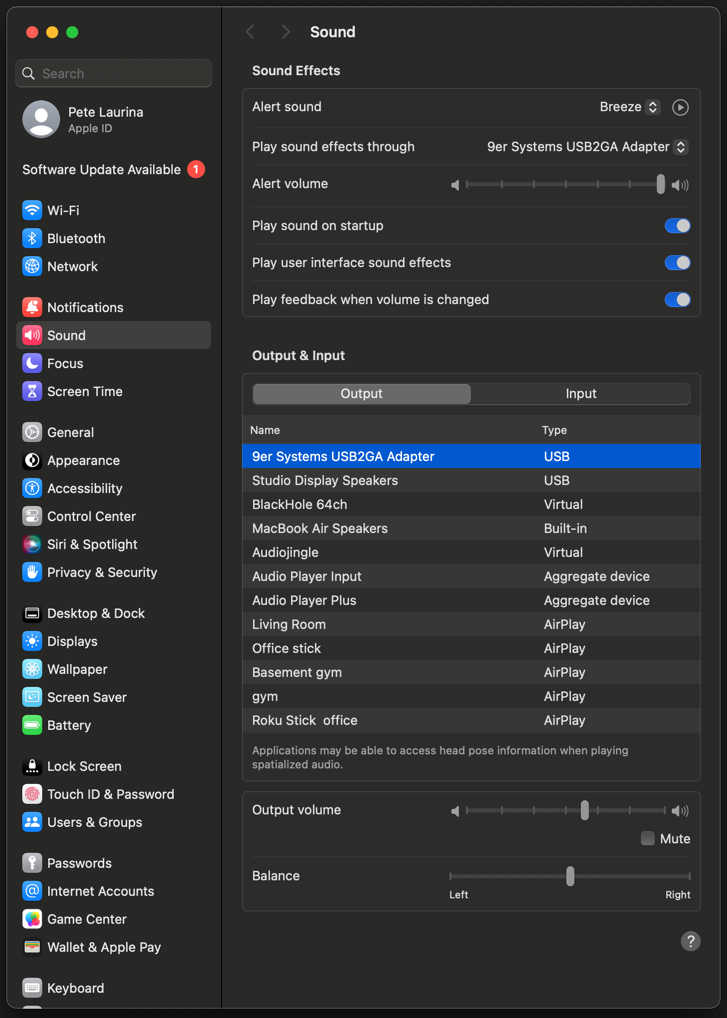 Sound
Search
Sound Effects
Pete Laurina
Apple ID
Alert sound
Breeze
Software Update Available 1
Play sound effects through
9er Systems USB2GA Adapter
Alert volume
Wi-Fi
Play sound on startup
Bluetooth
Network
Play user interface sound effects
Notifications
Play feedback when volume is changed
Sound
Focus
Output & Input
Screen Time
Output
Input
General
Name
Type
Appearance
9er Systems USB2GA Adapter
USB
Accessibility
Studio Display Speakers
USB
Control Center
BlackHole 64ch
Virtual
Siri & Spotlight
MacBook Air Speakers
Built-in
Privacy & Security
Audiojingle
Virtual
Audio Player Input
Aggregate device
Desktop & Dock
Audio Player Plus
Aggregate device
Displays
Living Room
AirPlay
Wallpaper
Office stick
AirPlay
Screen Saver
Basement gym
AirPlay
Battery
gym
AirPlay
Roku Stick  office
AirPlay
Lock Screen
Applications may be able to access head pose information when playing
spatialized audio.
Touch ID & Password
Users & Groups
Output volume
Mute
Passwords
Balance
Internet Accounts
Left
Right
Game Center
Wallet & Apple Pay
?
Keyboard